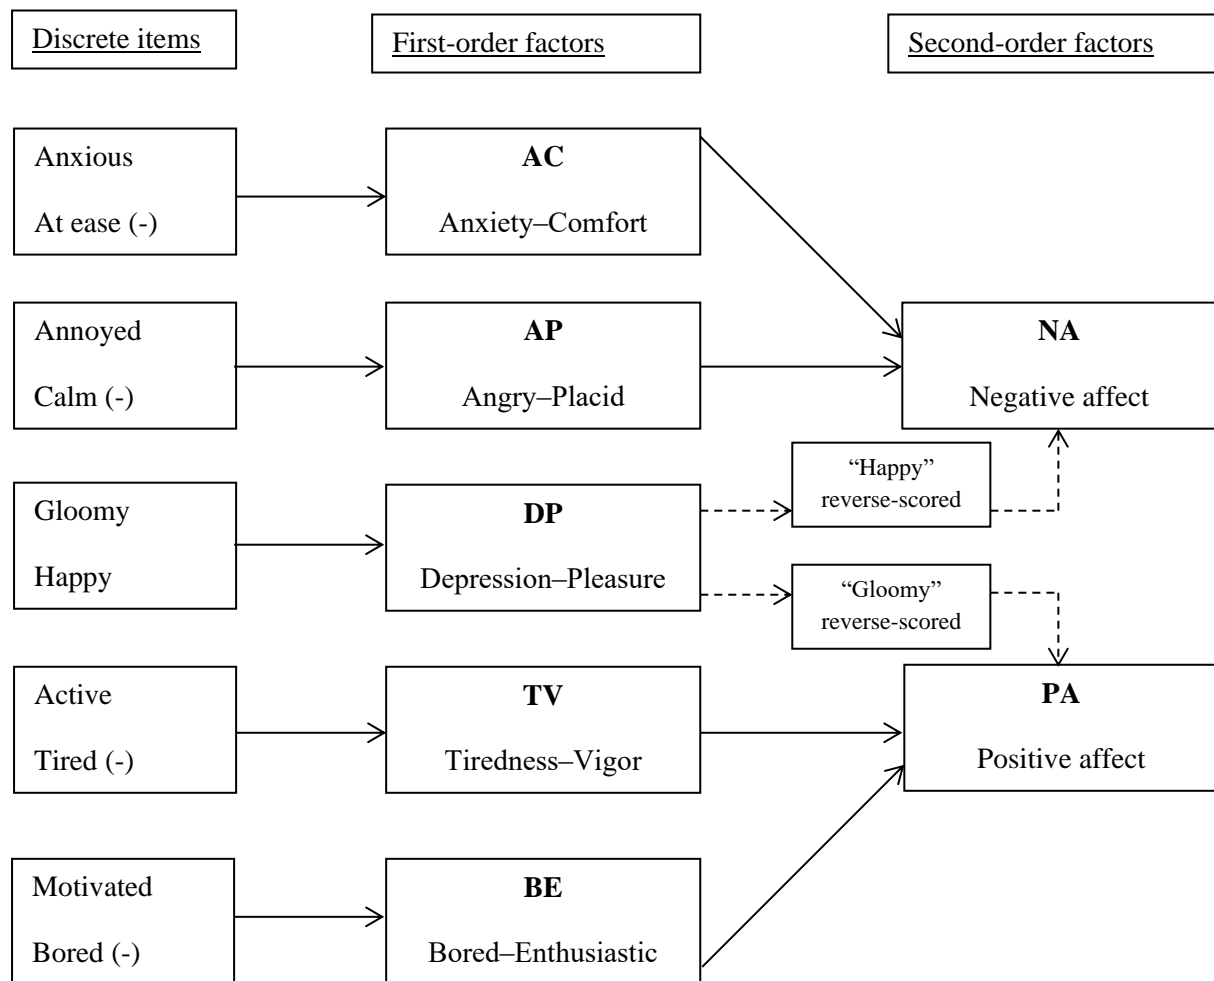 Discrete items
First-order factors
Second-order factors
Anxious
At ease (-)
AC
Anxiety–Comfort
Annoyed
Calm (-)
AP
Angry–Placid
NA
Negative affect
Gloomy
Happy
DP
Depression–Pleasure
“Happy”
reverse-scored
“Gloomy”
reverse-scored
Active
Tired (-)
TV
Tiredness–Vigor
PA
Positive affect
Motivated
Bored (-)
BE
Bored–Enthusiastic